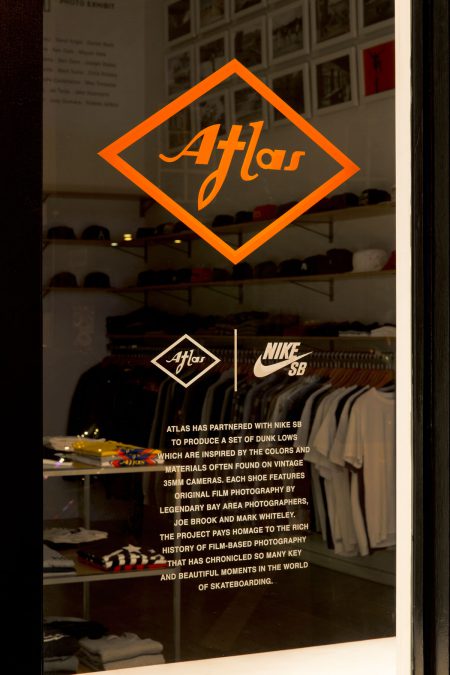 PHOTO EXHIBIT
Atlas
Atlas
NIKE
SB
ATLAS HAS PARTNERED WITH NIKE SB
TO PRODUCE A SET OF DUNK LOWS
WHICH ARE INSPIRED BY THE COLORS AND
MATERIALS OFTEN FOUND ON VINTAGE
35MM CAMERAS. EACH SHOE FEATURES
ORIGINAL FILM PHOTOGRAPHY BY
LEGENDARY BAY AREA PHOTOGRAPHERS,
JOE BROOK AND MARK WHITELEY.
THE PROJECT PAYS HOMAGE TO THE RICH
HISTORY OF FILM-BASED PHOTOGRAPHY
THAT HAS CHRONICLED SO MANY KEY
AND BEAUTIFUL MOMENTS IN THE WORLD
OF SKATEBOARDING.